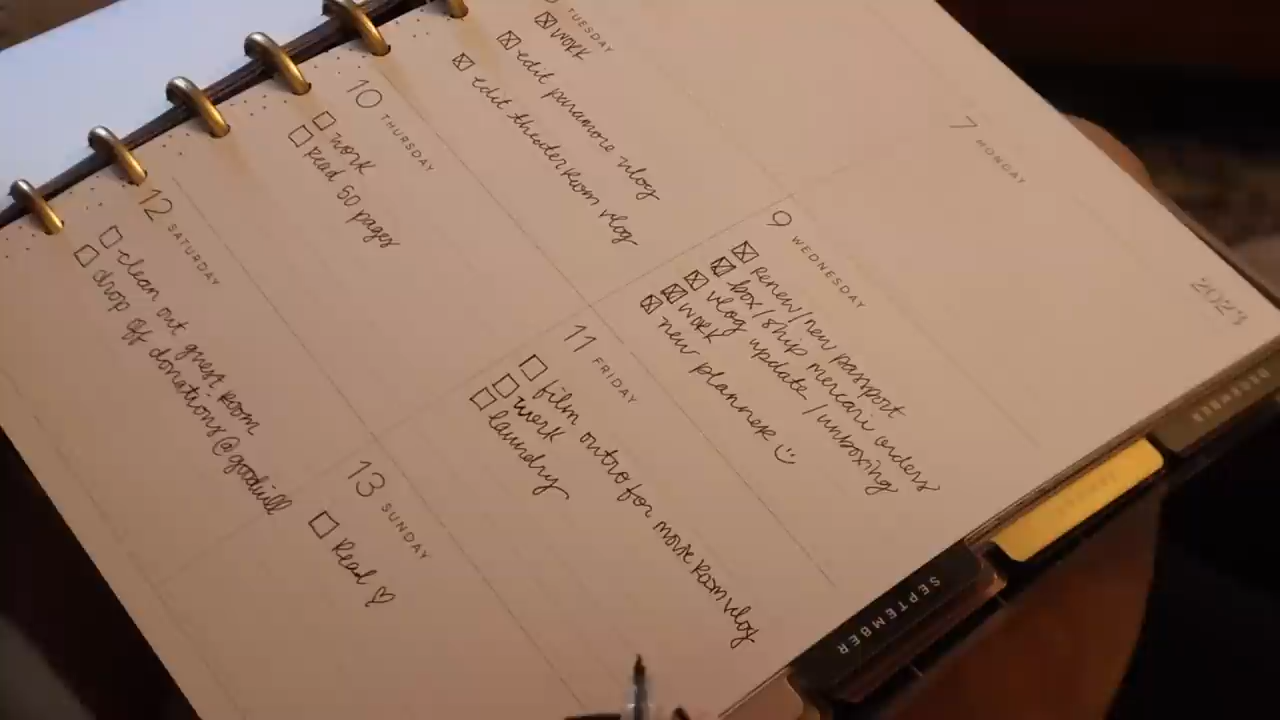 2023
7 MONDAY
TUESDAY
work
edit paramore vlog
edit theater room vlog
9 WEDNESDAY
renew/new passport
box/ship mercari orders
vlog update/unboxing
work
new planner
10 THURSDAY
work
read 50 pages
11 FRIDAY
film outro for movie room vlog
work
laundry
12 SATURDAY
clean out guest room
drop off donations @ goodwill
13 SUNDAY
Read ♡
SEPTEMBER
DECEMBER